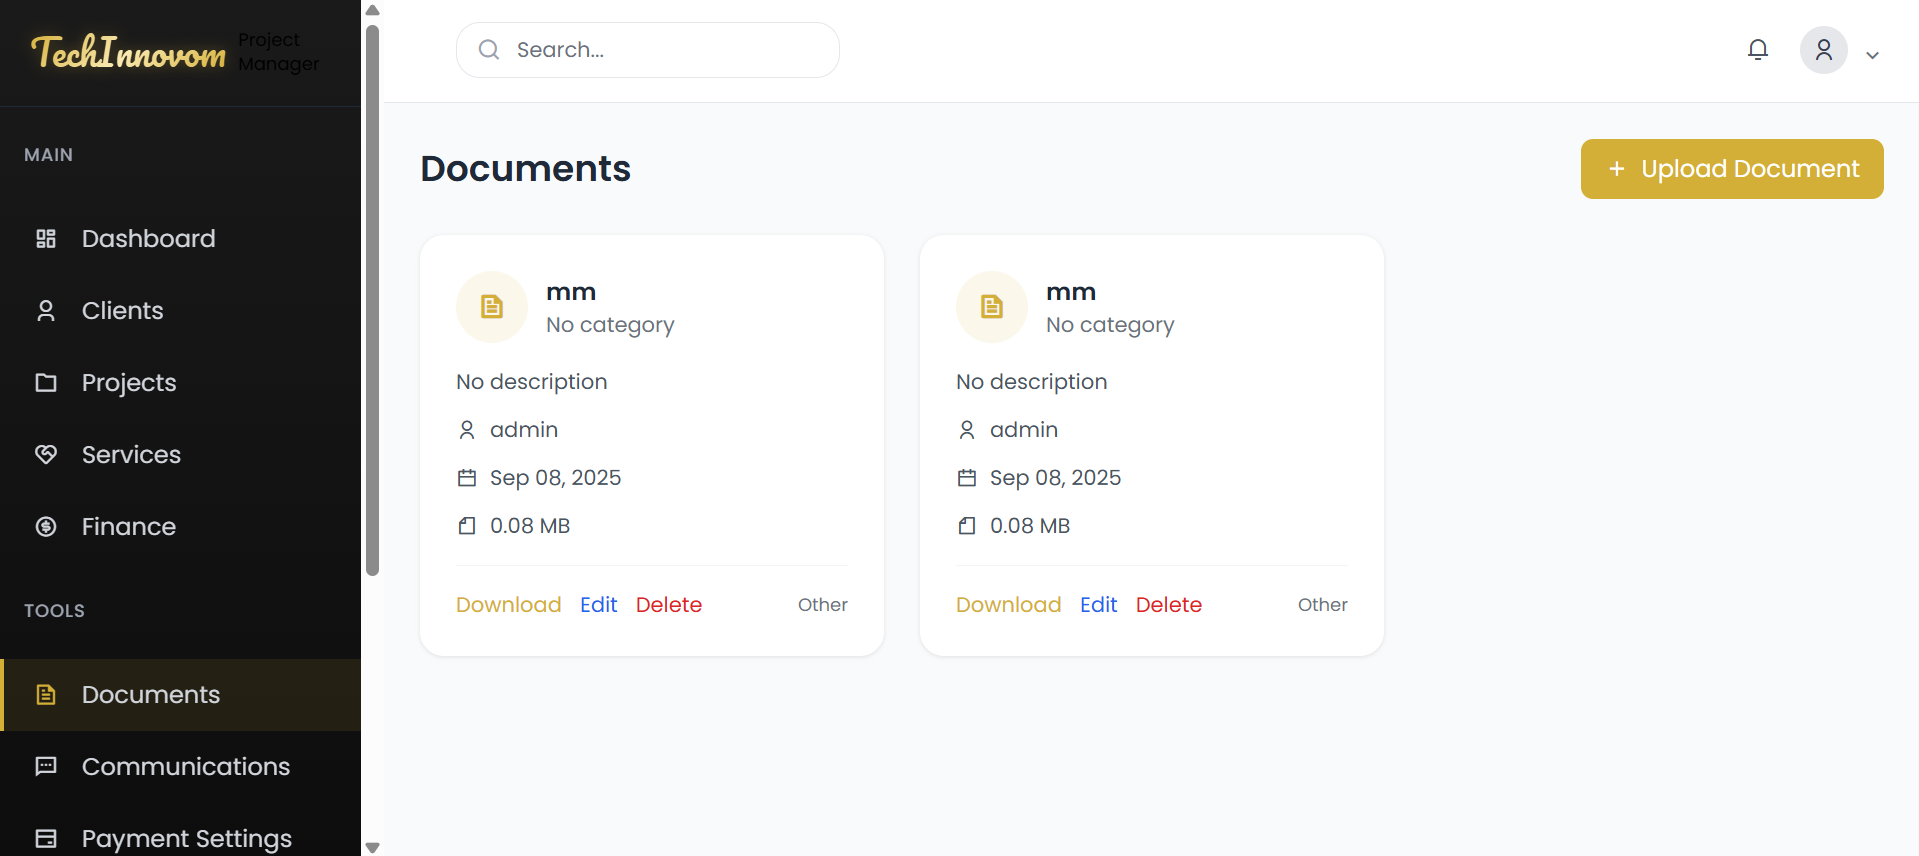 TechInnovom
Project
Manager
MAIN
Dashboard
Clients
Projects
Services
Finance
TOOLS
Documents
Communications
Payment Settings
Search...
Documents
+ Upload Document
mm
No category
No description
admin
Sep 08, 2025
0.08 MB
Download Edit Delete Other
mm
No category
No description
admin
Sep 08, 2025
0.08 MB
Download Edit Delete Other